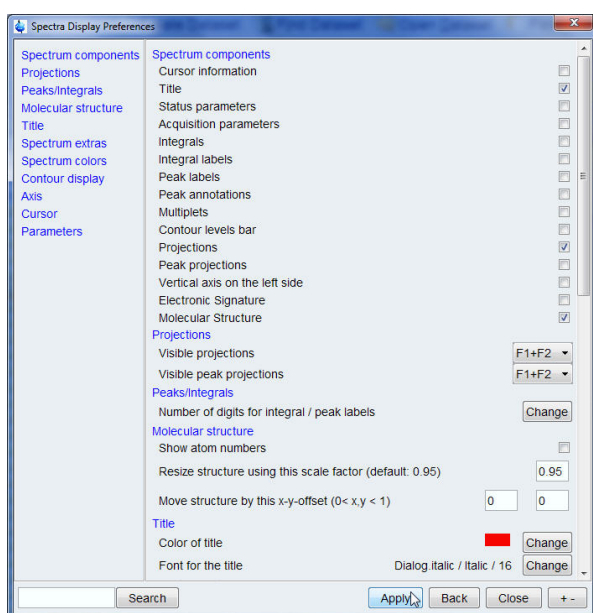 Spectra Display Preferences
Spectrum components
Projections
Peaks/Integrals
Molecular structure
Title
Spectrum extras
Spectrum colors
Contour display
Axis
Cursor
Parameters
Spectrum components
Cursor information
Title
Status parameters
Acquisition parameters
Integrals
Integral labels
Peak labels
Peak annotations
Multiplets
Contour levels bar
Projections
Peak projections
Vertical axis on the left side
Electronic Signature
Molecular Structure
Projections
Visible projections F1+F2
Visible peak projections F1+F2
Peaks/Integrals
Number of digits for integral / peak labels Change
Molecular structure
Show atom numbers
Resize structure using this scale factor (default: 0.95) 0.95
Move structure by this x-y-offset (0< x,y < 1) 0 0
Title
Color of title Change
Font for the title Dialog.italic / Italic / 16 Change
Search Apply Back Close + -